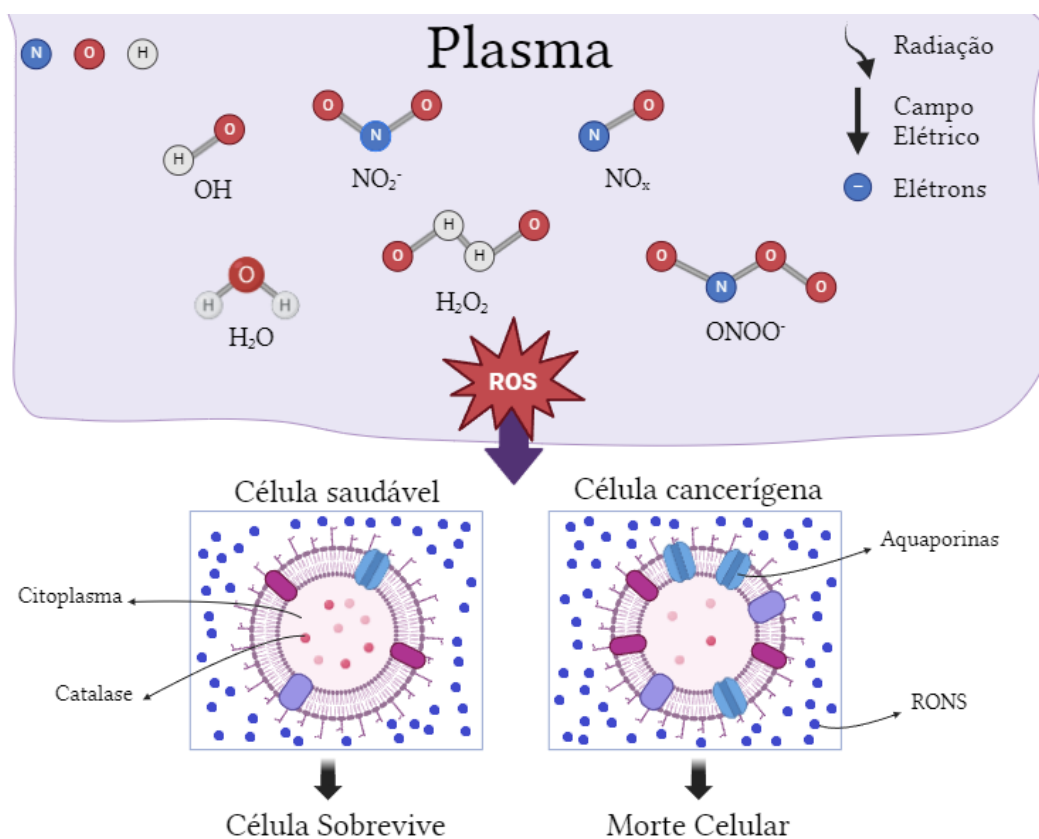 Plasma
N O H
Radiação
Campo
Elétrico
− Elétrons
H O
OH
O N O
NO₂⁻
N O
NOₓ
O H H
H₂O
O H H O
H₂O₂
O N O O
ONOO⁻
ROS
Célula saudável
Célula cancerígena
Citoplasma
Catalase
Aquaporinas
RONS
Célula Sobrevive
Morte Celular